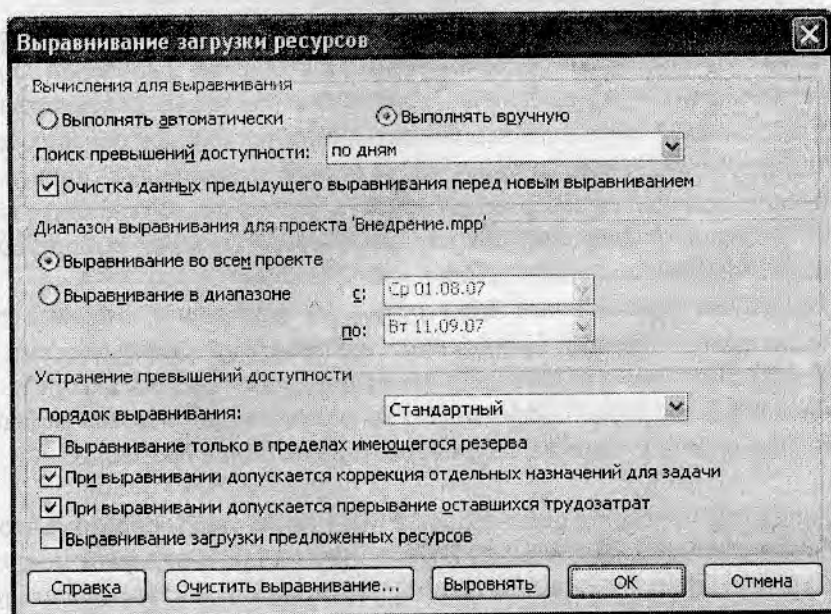 Выравнивание загрузки ресурсов
Вычисления для выравнивания
Выполнять автоматически Выполнять вручную
Поиск превышений доступности: по дням
Очистка данных предыдущего выравнивания перед новым выравниванием
Диапазон выравнивания для проекта 'Внедрение.mpp'
Выравнивание во всем проекте
Выравнивание в диапазоне с: Ср 01.08.07
по: Вт 11.09.07
Устранение превышений доступности
Порядок выравнивания: Стандартный
Выравнивание только в пределах имеющегося резерва
При выравнивании допускается коррекция отдельных назначений для задачи
При выравнивании допускается прерывание оставшихся трудозатрат
Выравнивание загрузки предложенных ресурсов
Справка Очистить выравнивание... Выровнять ОК Отмена